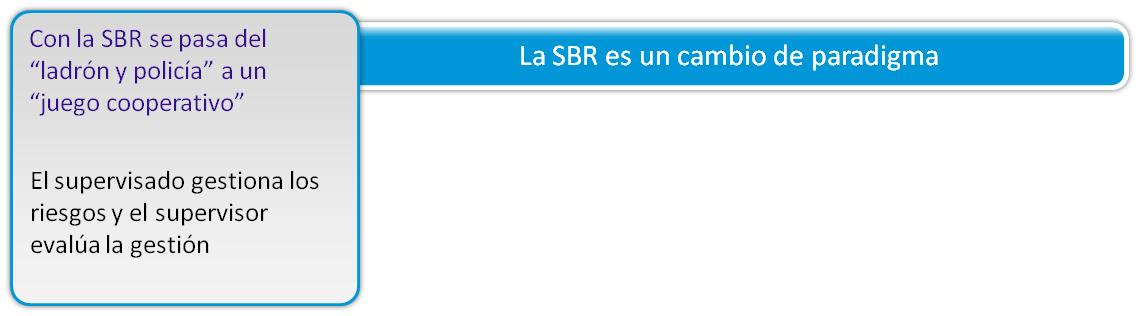 Con la SBR se pasa del
“ladrón y policía” a un
“juego cooperativo”
El supervisado gestiona los
riesgos y el supervisor
evalúa la gestión
La SBR es un cambio de paradigma